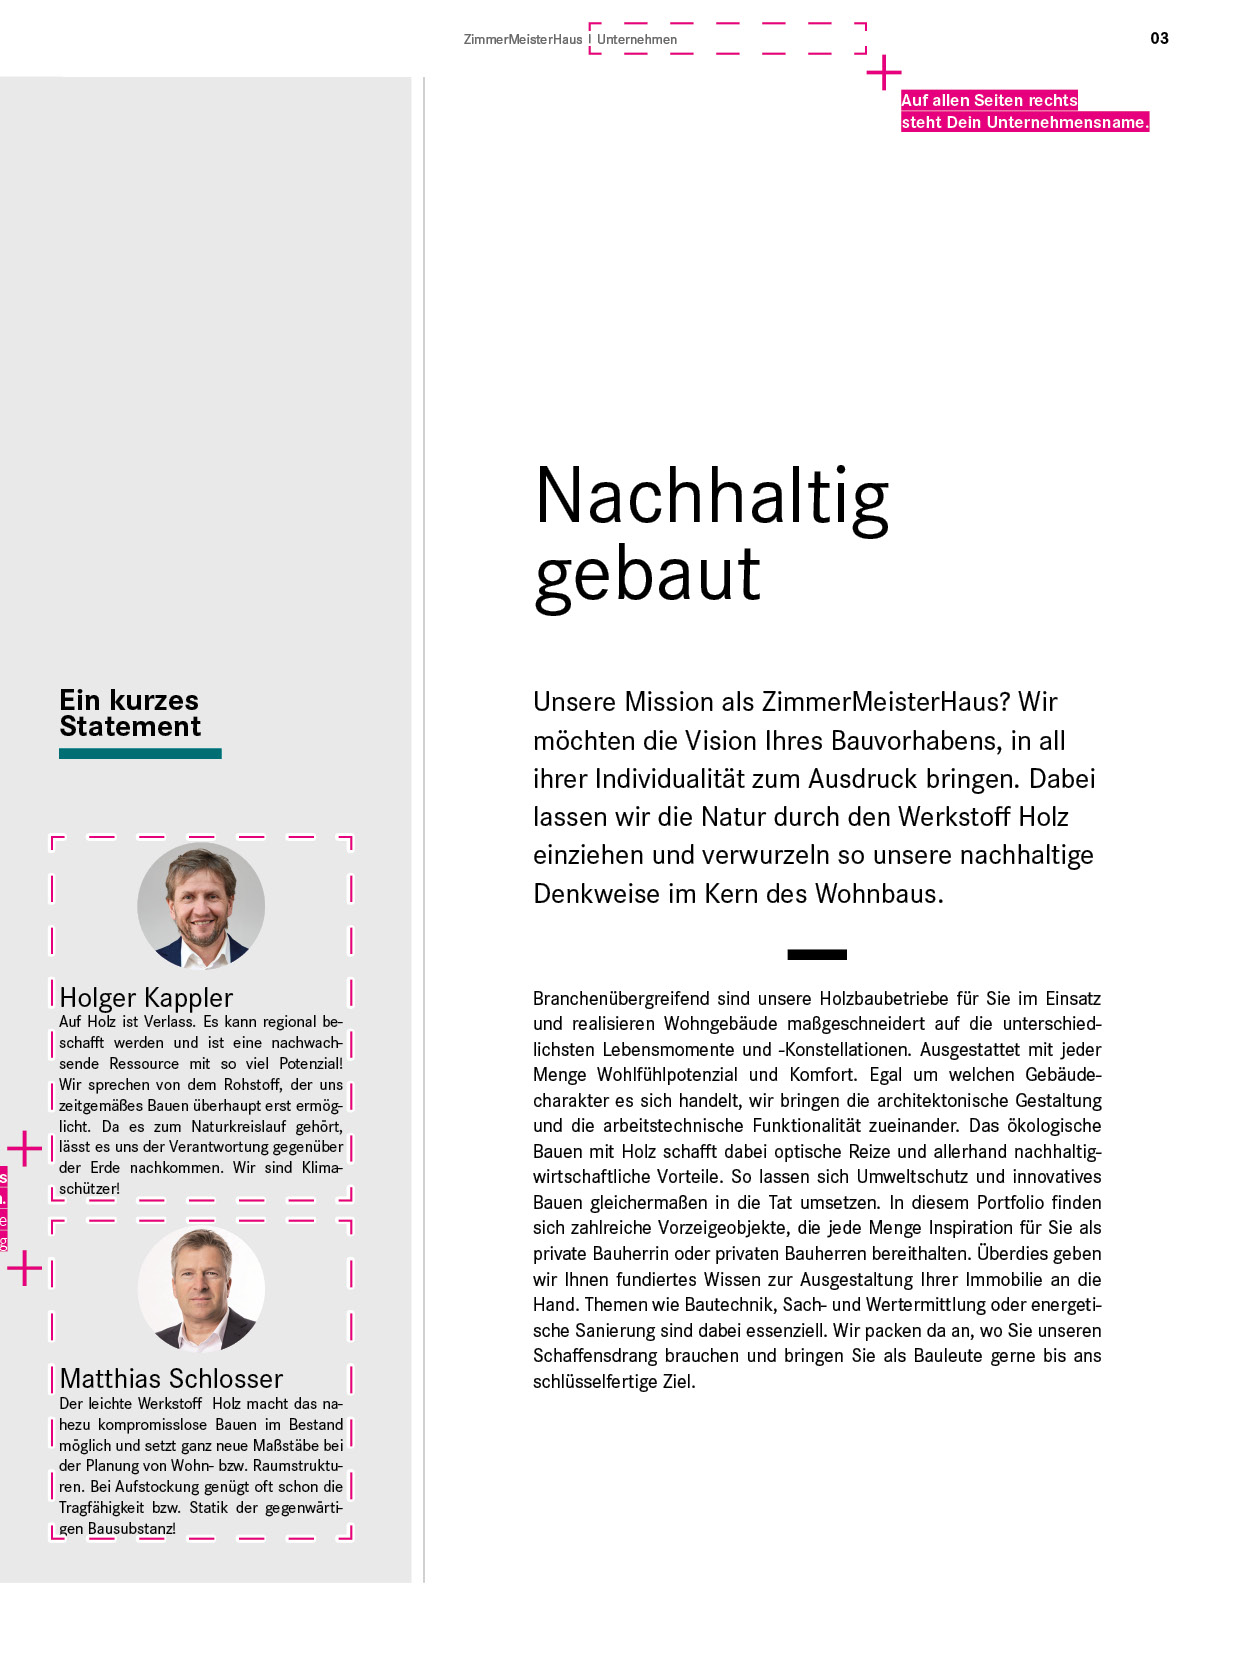 ZimmerMeisterHaus | Unternehmen
03
Auf allen Seiten rechts
steht Dein Unternehmensname.
Nachhaltig
gebaut
Unsere Mission als ZimmerMeisterHaus? Wir
möchten die Vision Ihres Bauvorhabens, in all
ihrer Individualität zum Ausdruck bringen. Dabei
lassen wir die Natur durch den Werkstoff Holz
einziehen und verwurzeln so unsere nachhaltige
Denkweise im Kern des Wohnbaus.
Branchenübergreifend sind unsere Holzbaubetriebe für Sie im Einsatz
und realisieren Wohngebäude maßgeschneidert auf die unterschied-
lichsten Lebensmomente und -Konstellationen. Ausgestattet mit jeder
Menge Wohlfühlpotenzial und Komfort. Egal um welchen Gebäude-
charakter es sich handelt, wir bringen die architektonische Gestaltung
und die arbeitstechnische Funktionalität zueinander. Das ökologische
Bauen mit Holz schafft dabei optische Reize und allerhand nachhaltig-
wirtschaftliche Vorteile. So lassen sich Umweltschutz und innovatives
Bauen gleichermaßen in die Tat umsetzen. In diesem Portfolio finden
sich zahlreiche Vorzeigeobjekte, die jede Menge Inspiration für Sie als
private Bauherrin oder privaten Bauherren bereithalten. Überdies geben
wir Ihnen fundiertes Wissen zur Ausgestaltung Ihrer Immobilie an die
Hand. Themen wie Bautechnik, Sach- und Wertermittlung oder energeti-
sche Sanierung sind dabei essenziell. Wir packen da an, wo Sie unseren
Schaffensdrang brauchen und bringen Sie als Bauleute gerne bis ans
schlüsselfertige Ziel.
Ein kurzes
Statement
Holger Kappler
Auf Holz ist Verlass. Es kann regional be-
schafft werden und ist eine nachwach-
sende Ressource mit so viel Potenzial!
Wir sprechen von dem Rohstoff, der uns
zeitgemäßes Bauen überhaupt erst ermög-
licht. Da es zum Naturkreislauf gehört,
lässt es uns der Verantwortung gegenüber
der Erde nachkommen. Wir sind Klima-
schützer!
Matthias Schlosser
Der leichte Werkstoff Holz macht das na-
hezu kompromisslose Bauen im Bestand
möglich und setzt ganz neue Maßstäbe bei
der Planung von Wohn- bzw. Raumstruktu-
ren. Bei Aufstockung genügt oft schon die
Tragfähigkeit bzw. Statik der gegenwärti-
gen Bausubstanz!